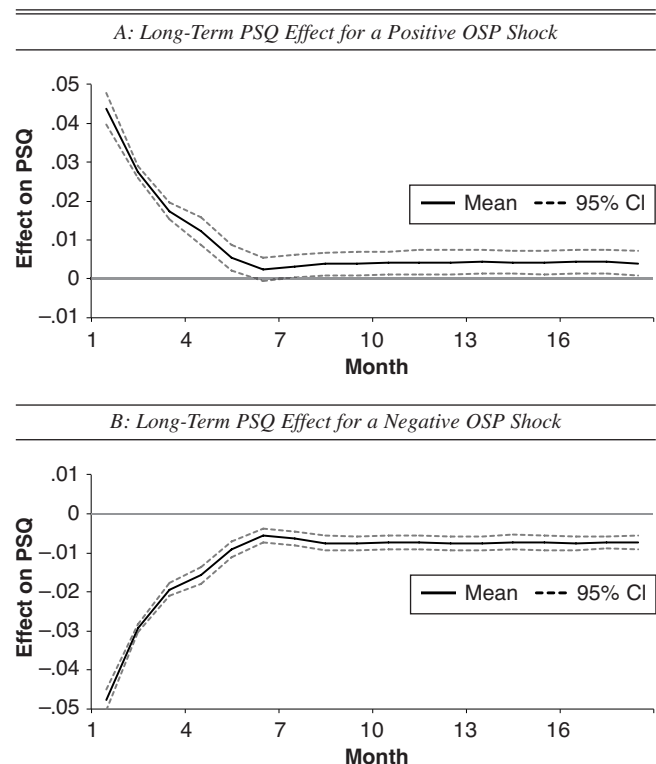 A: Long-Term PSQ Effect for a Positive OSP Shock
.05
.04
.03
.02
.01
0
–.01
Effect on PSQ
Mean
95% CI
1 4 7 10 13 16
Month
B: Long-Term PSQ Effect for a Negative OSP Shock
.01
0
–.01
–.02
–.03
–.04
–.05
Effect on PSQ
Mean
95% CI
1 4 7 10 13 16
Month